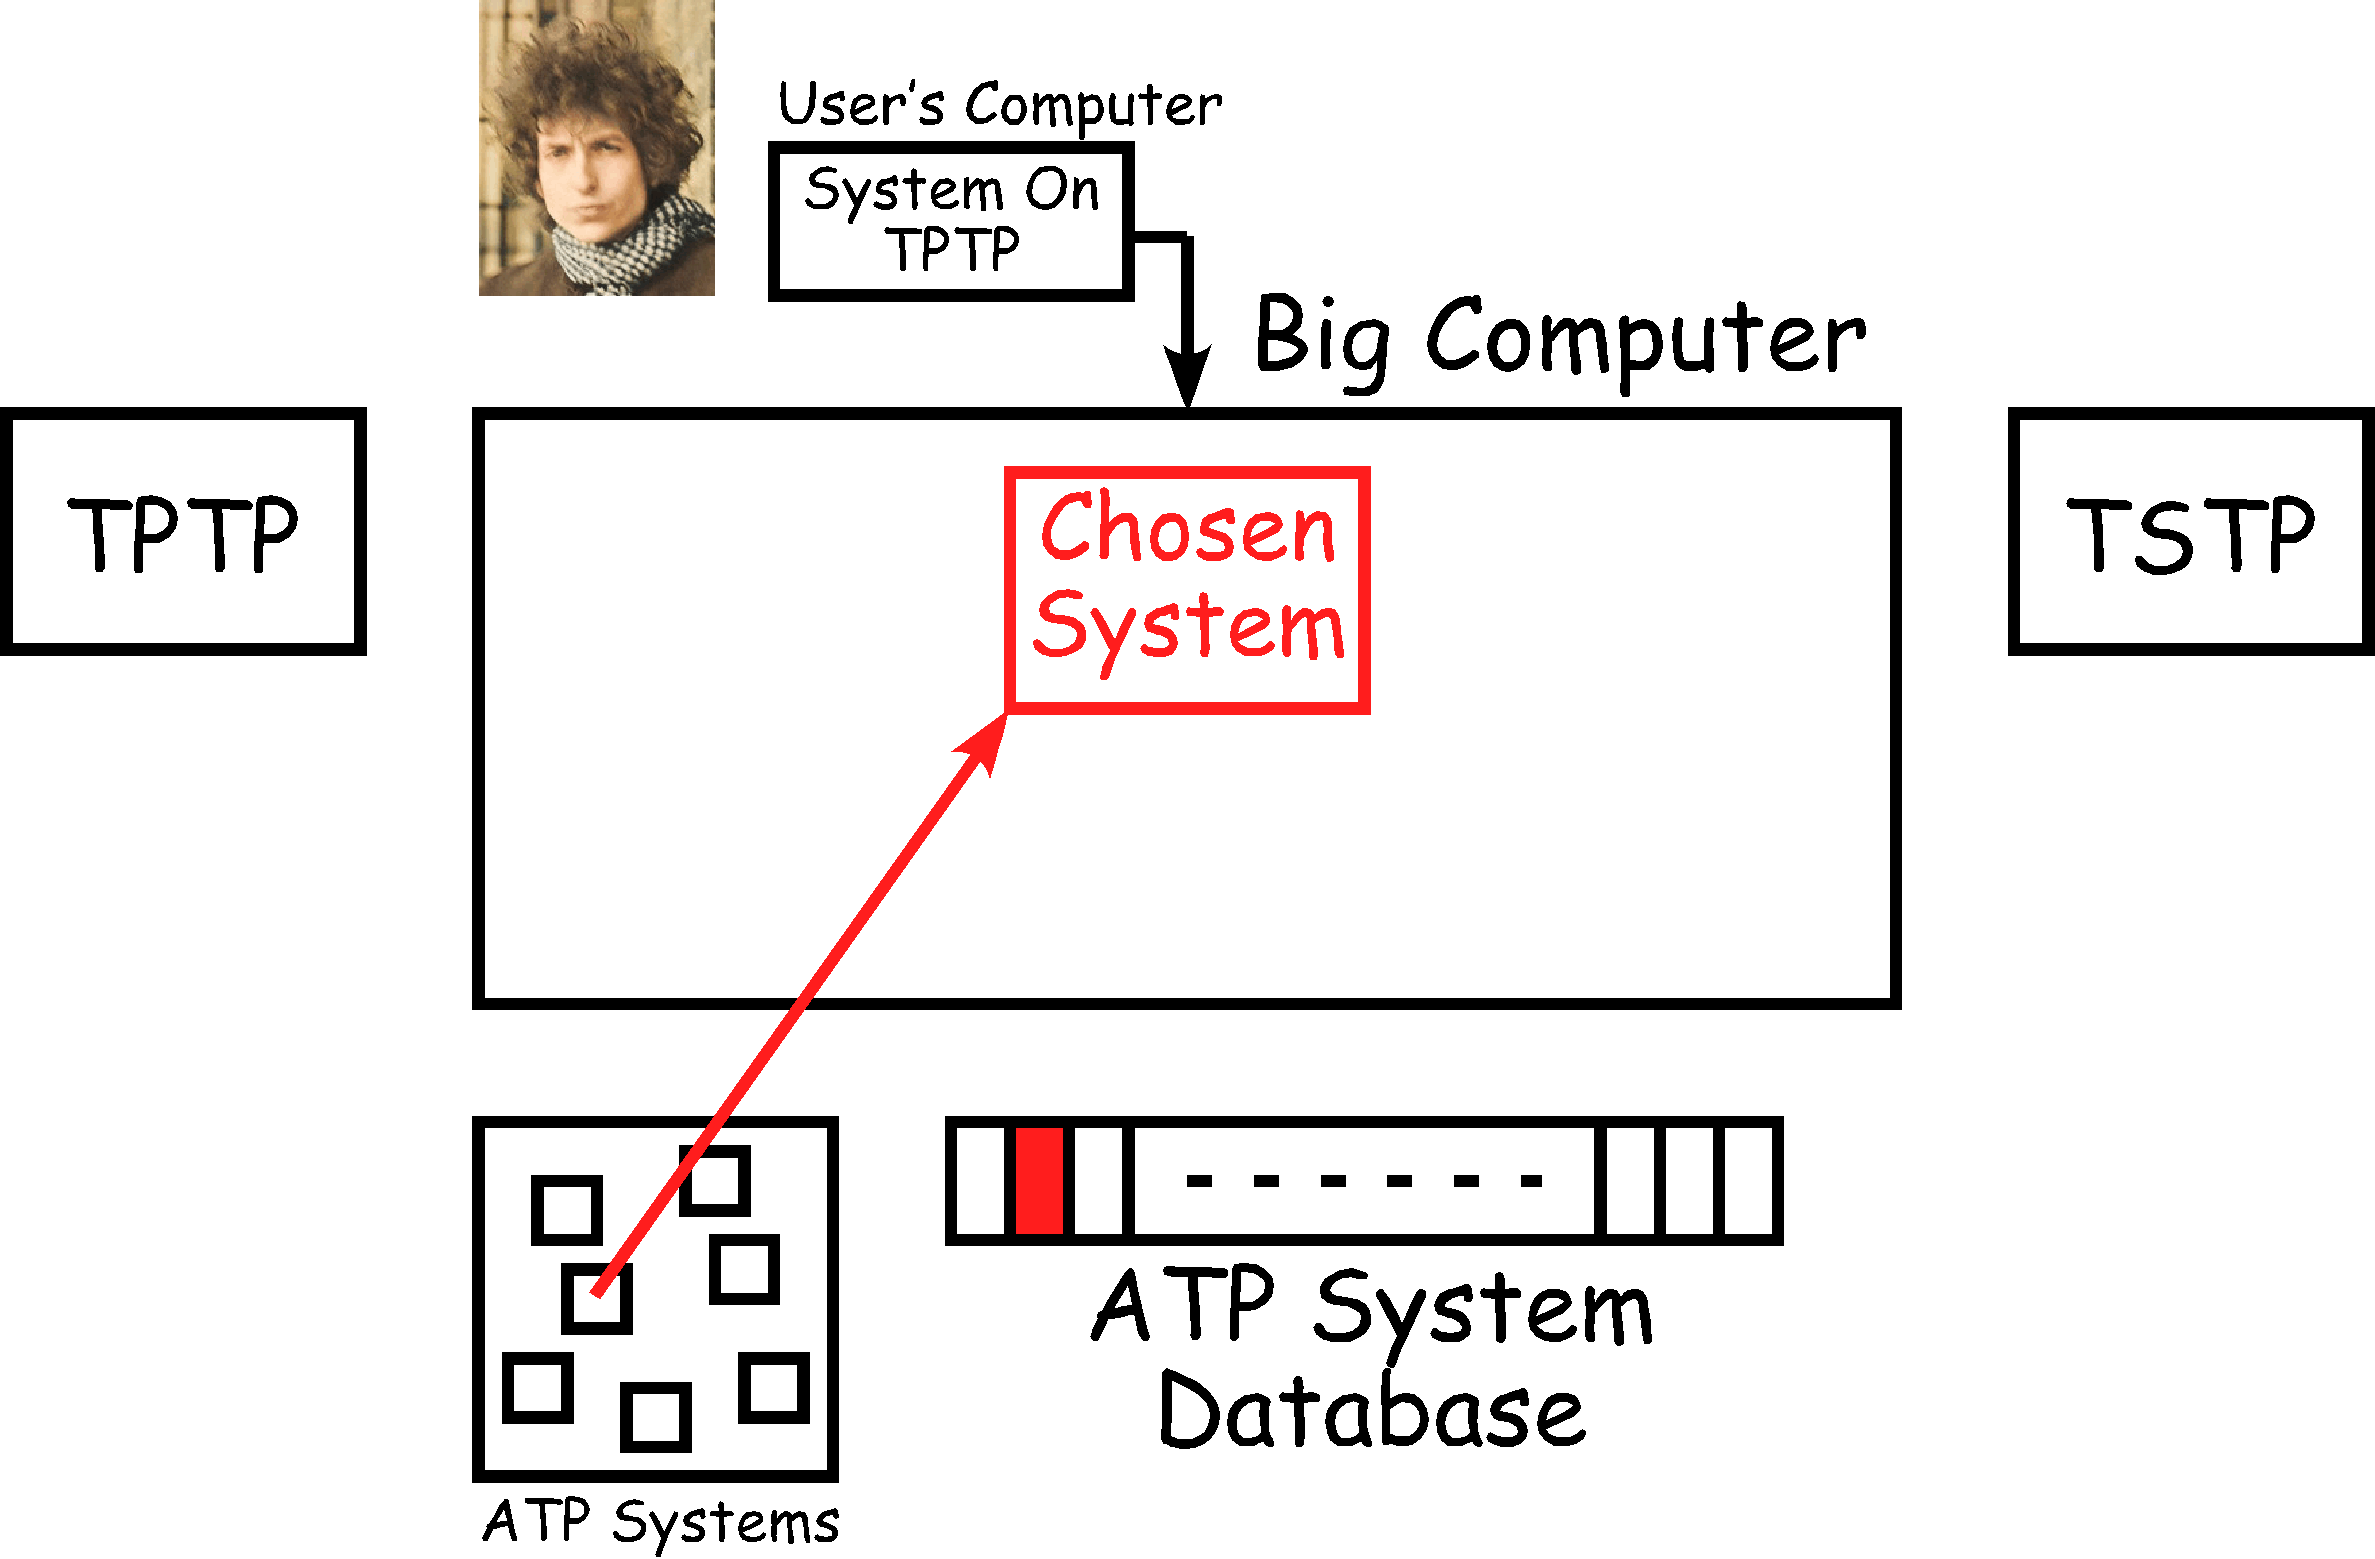 User's Computer
System On
TPTP
Big Computer
TPTP
Chosen
System
TSTP
ATP System
Database
ATP Systems